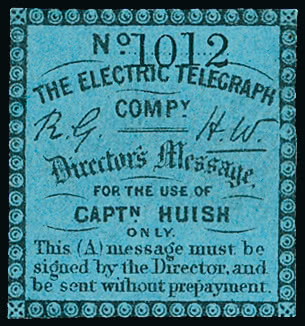 No. 1012
THE ELECTRIC TELEGRAPH
COMPY.
R.G. H.W.
Director's Message.
FOR THE USE OF
CAPTN. HUISH
ONLY.
This (A) message must be
signed by the Director, and
be sent without prepayment.